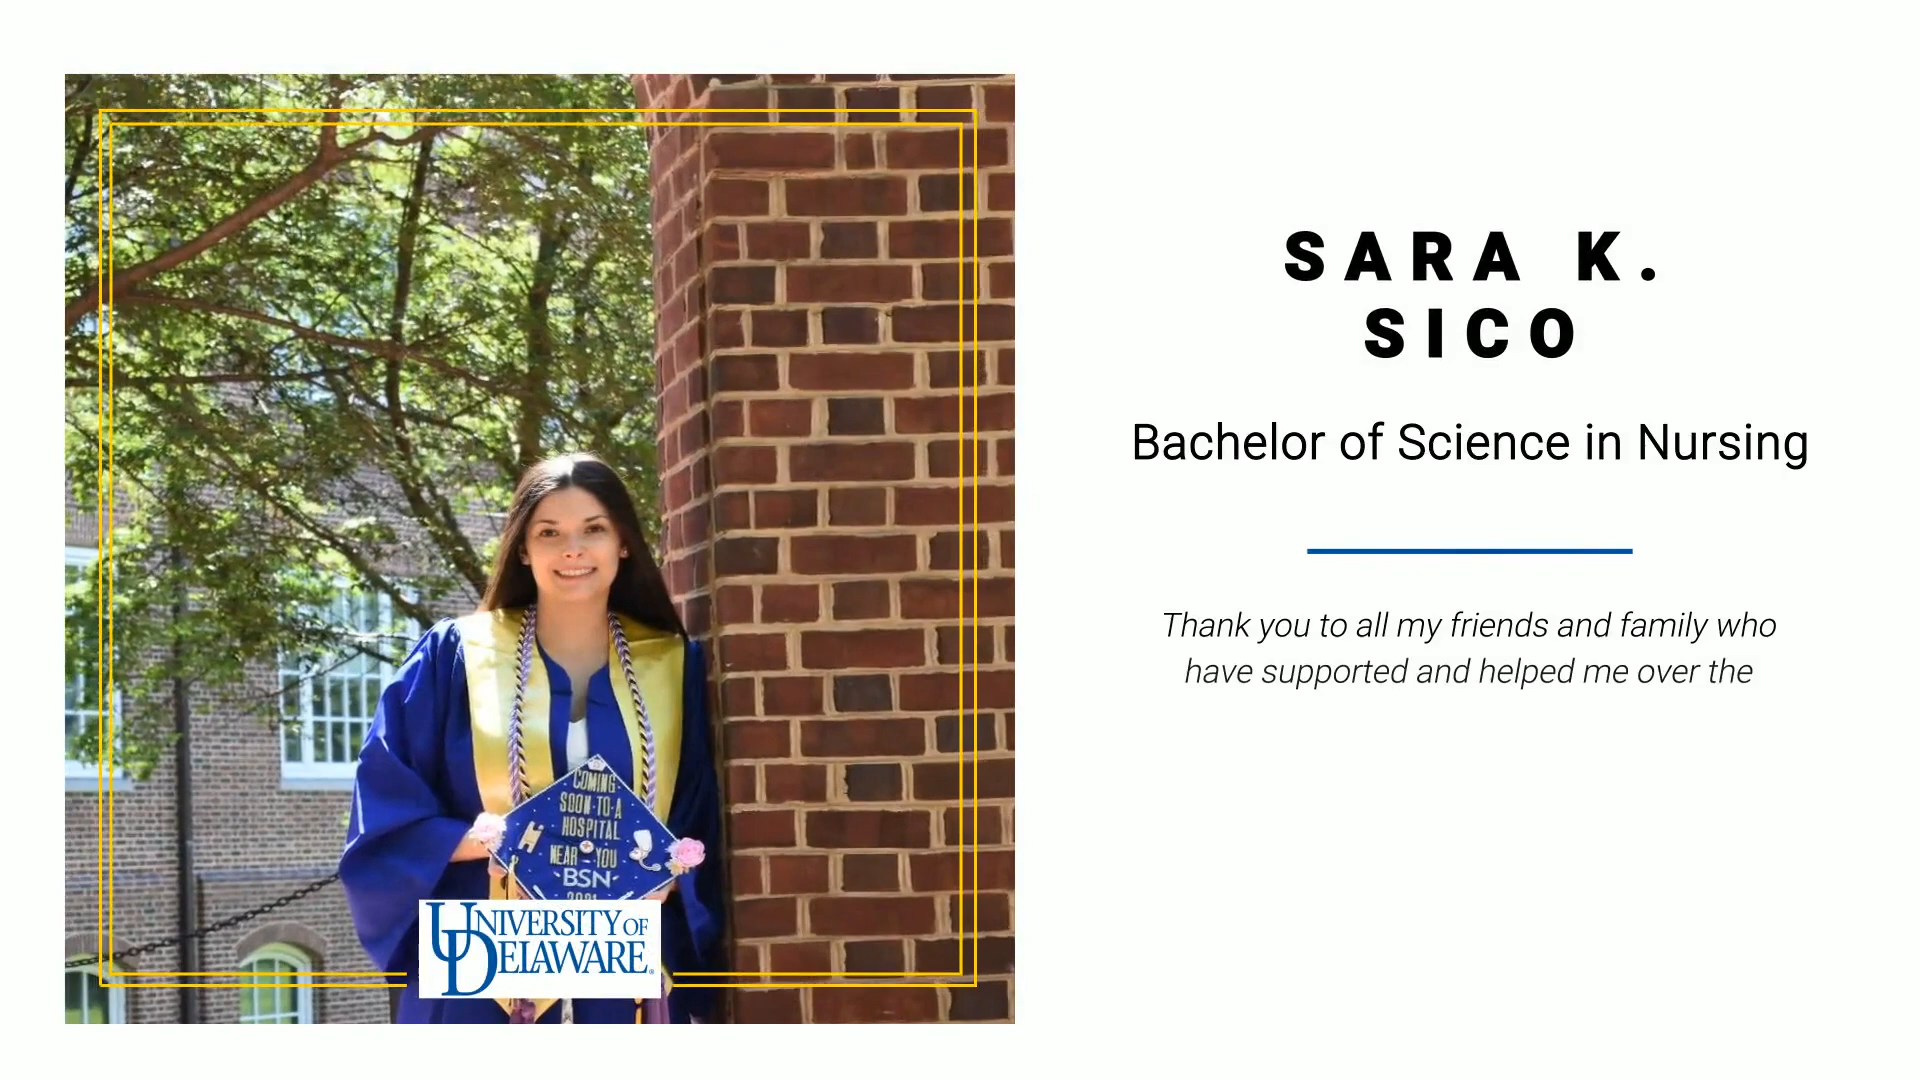 SARA K.
SICO
Bachelor of Science in Nursing
Thank you to all my friends and family who
have supported and helped me over the
COMING
SOON·TO·A
HOSPITAL
NEAR YOU
BSN
2021
UNIVERSITY OF
DELAWARE